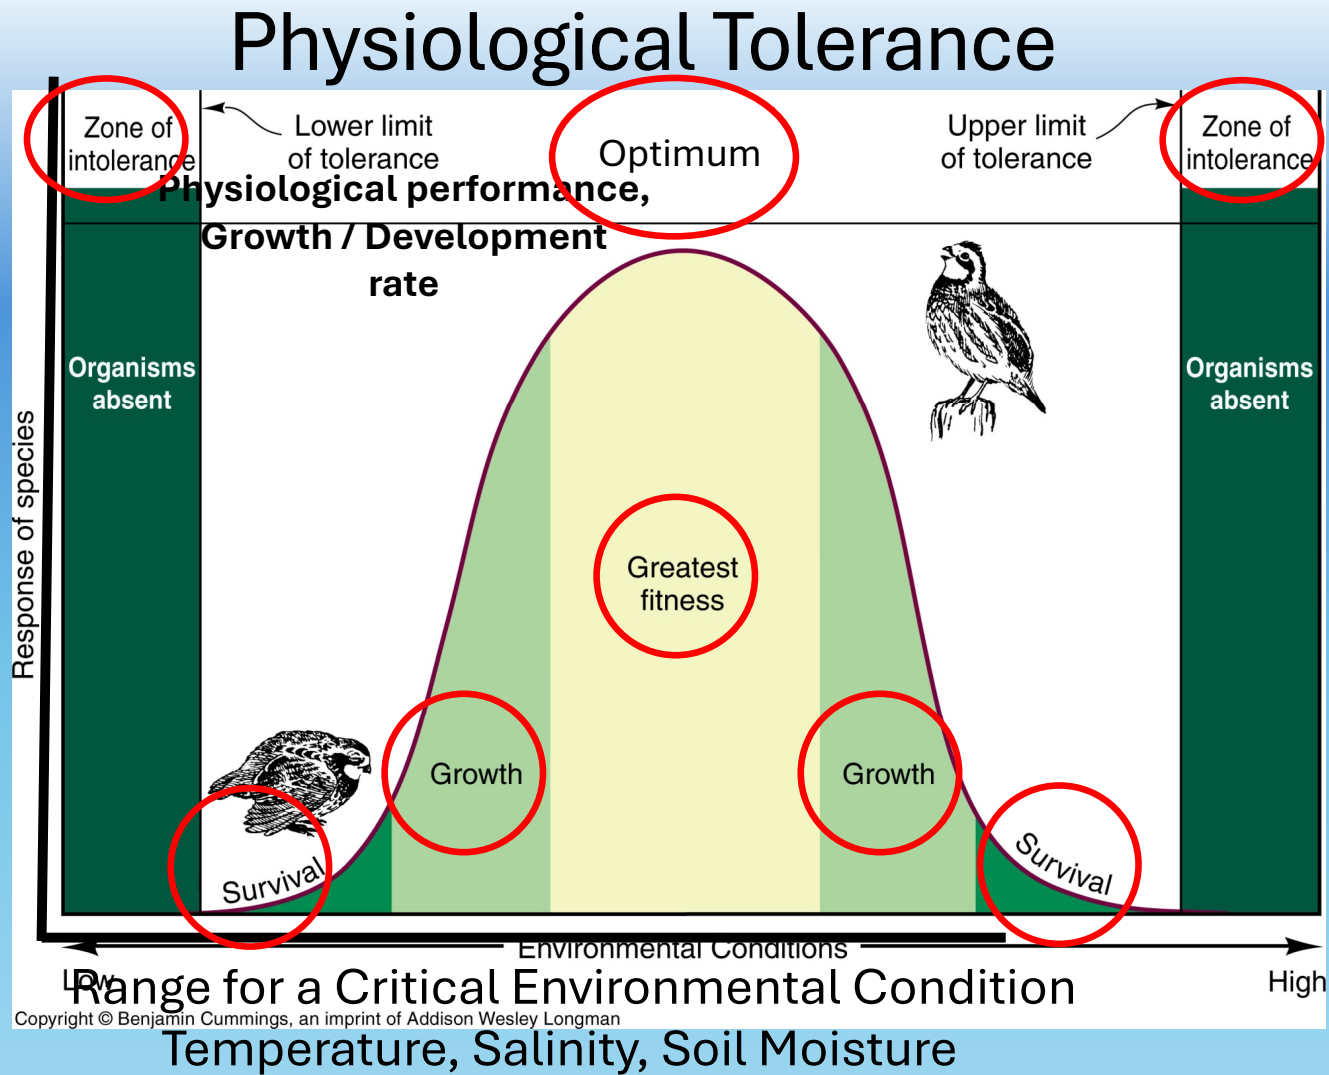 Physiological Tolerance
Zone of
intolerance
Lower limit
of tolerance
Optimum
Upper limit
of tolerance
Zone of
intolerance
Physiological performance,
Growth / Development
rate
Organisms
absent
Organisms
absent
Response of species
Greatest
fitness
Growth
Growth
Survival
Survival
Environmental Conditions
Low
High
Range for a Critical Environmental Condition
Copyright © Benjamin Cummings, an imprint of Addison Wesley Longman
Temperature, Salinity, Soil Moisture